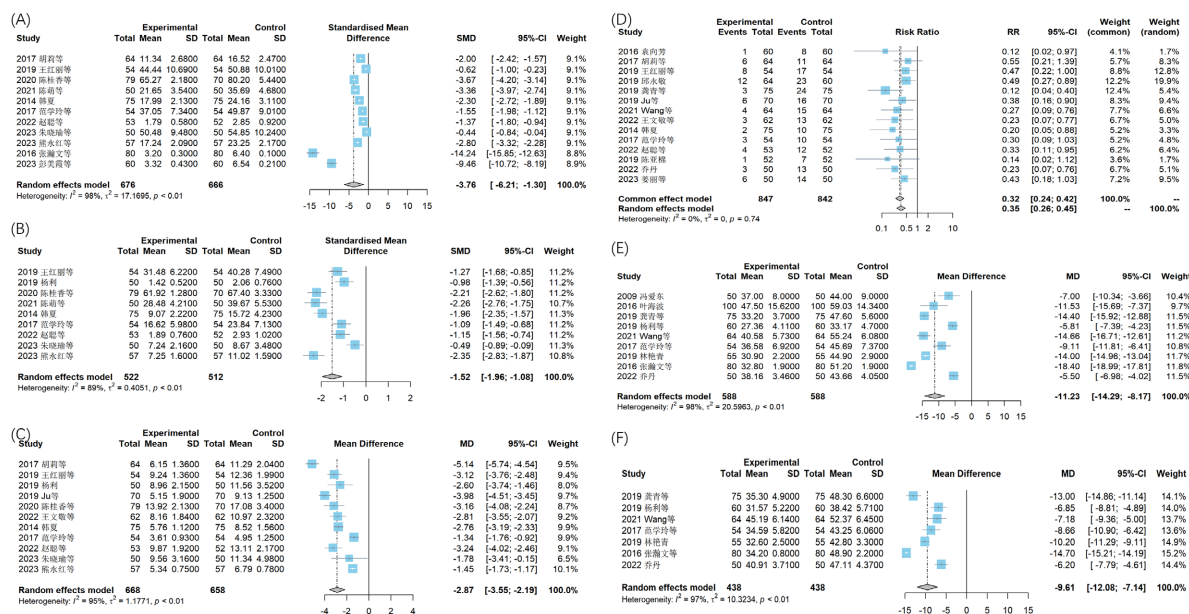 (A)
Experimental Control Standardised Mean
Study Total Mean SD Total Mean SD Difference SMD 95%-CI Weight
2017 胡莉等 64 11.34 2.6800 64 16.52 2.4700 -2.00 [-2.42; -1.57] 9.1%
2019 王红丽等 54 44.44 10.6900 54 50.88 10.0100 -0.62 [-1.00; -0.23] 9.1%
2020 陈桂香等 79 65.27 2.1800 70 80.20 5.4400 -3.67 [-4.20; -3.14] 9.1%
2021 陈萌等 50 21.65 3.5400 50 35.69 4.6800 -3.36 [-3.97; -2.74] 9.1%
2014 韩夏 75 17.99 2.1300 75 24.16 3.1100 -2.30 [-2.72; -1.89] 9.1%
2017 范学玲等 54 37.05 7.3400 54 49.87 9.0100 -1.55 [-1.98; -1.12] 9.1%
2022 赵聪等 53 1.79 0.5800 52 2.85 0.9200 -1.37 [-1.80; -0.94] 9.1%
2023 朱晓瑜等 50 50.48 9.4800 50 54.85 10.2400 -0.44 [-0.84; -0.04] 9.1%
2023 熊永红等 57 17.24 2.0900 57 23.25 2.1700 -2.80 [-3.32; -2.28] 9.1%
2016 张瀚文等 80 3.20 0.3000 80 6.40 0.1000 -14.24 [-15.85; -12.63] 8.8%
2023 彭芙蓉等 60 3.32 0.4300 60 6.54 0.2100 -9.46 [-10.72; -8.19] 8.9%
Random effects model 676 666 -3.76 [ -6.21; -1.30] 100.0%
Heterogeneity: I² = 98%, τ² = 17.1695, p < 0.01
-15 -10 -5 0 5 10 15
(B)
Experimental Control Standardised Mean
Study Total Mean SD Total Mean SD Difference SMD 95%-CI Weight
2019 王红丽等 54 31.48 6.2200 54 40.28 7.4900 -1.27 [-1.68; -0.85] 11.2%
2019 杨利 50 1.42 0.5200 50 2.06 0.7600 -0.98 [-1.39; -0.56] 11.2%
2020 陈桂香等 79 61.92 1.2800 70 67.40 3.3300 -2.21 [-2.62; -1.80] 11.2%
2021 陈萌等 50 28.48 4.2100 50 39.67 5.5300 -2.26 [-2.76; -1.75] 10.7%
2014 韩夏 75 9.07 2.2200 75 15.72 4.2300 -1.96 [-2.35; -1.57] 11.3%
2017 范学玲等 54 16.62 5.9800 54 23.84 7.1300 -1.09 [-1.49; -0.68] 11.2%
2022 赵聪等 53 1.89 0.7600 52 2.93 1.0200 -1.15 [-1.56; -0.74] 11.2%
2023 朱晓瑜等 50 7.24 2.1600 50 8.67 3.4800 -0.49 [-0.89; -0.09] 11.2%
2023 熊永红等 57 7.25 1.6000 57 11.02 1.5900 -2.35 [-2.83; -1.87] 10.8%
Random effects model 522 512 -1.52 [-1.96; -1.08] 100.0%
Heterogeneity: I² = 89%, τ² = 0.4051, p < 0.01
-2 -1 0 1 2
(C)
Experimental Control
Study Total Mean SD Total Mean SD Mean Difference MD 95%-CI Weight
2017 胡莉等 64 6.15 1.3600 64 11.29 2.0400 -5.14 [-5.74; -4.54] 9.5%
2019 王红丽等 54 9.24 1.3600 54 12.36 1.9900 -3.12 [-3.76; -2.48] 9.4%
2019 杨利 50 8.96 2.1500 50 11.56 3.5200 -2.60 [-3.74; -1.46] 8.1%
2019 Ju等 70 5.15 1.9000 70 9.13 1.2500 -3.98 [-4.51; -3.45] 9.7%
2020 陈桂香等 79 13.92 2.1300 70 17.08 3.4000 -3.16 [-4.08; -2.24] 8.7%
2022 王文敏等 62 8.16 1.8400 62 10.97 2.3200 -2.81 [-3.55; -2.07] 9.2%
2014 韩夏 75 5.76 1.1200 75 8.52 1.5600 -2.76 [-3.19; -2.33] 9.8%
2017 范学玲等 54 3.61 0.9300 54 4.95 1.2500 -1.34 [-1.76; -0.92] 9.9%
2022 赵聪等 53 9.87 1.9200 52 13.11 2.1700 -3.24 [-4.02; -2.46] 9.1%
2023 朱晓瑜等 50 9.56 3.1600 50 11.34 4.9800 -1.78 [-3.41; -0.15] 6.6%
2023 熊永红等 57 5.34 0.7500 57 6.79 0.7800 -1.45 [-1.73; -1.17] 10.1%
Random effects model 668 658 -2.87 [-3.55; -2.19] 100.0%
Heterogeneity: I² = 95%, τ² = 1.1771, p < 0.01
-4 -2 0 2 4
(D)
Experimental Control Weight Weight
Study Events Total Events Total Risk Ratio RR 95%-CI (common) (random)
2016 袁向芳 1 60 8 60 0.12 [0.02; 0.97] 4.1% 1.7%
2017 胡莉等 6 64 11 64 0.55 [0.21; 1.39] 5.7% 8.3%
2019 王红丽等 8 54 17 54 0.47 [0.22; 1.00] 8.8% 12.8%
2019 邱永敬 12 64 23 60 0.49 [0.27; 0.89] 12.2% 19.9%
2019 龚青等 3 75 24 75 0.12 [0.04; 0.40] 12.4% 5.4%
2019 Ju等 6 70 16 70 0.38 [0.16; 0.90] 8.3% 9.4%
2021 Wang等 4 64 15 64 0.27 [0.09; 0.76] 7.7% 6.7%
2022 王文敏等 3 62 13 62 0.23 [0.07; 0.77] 6.7% 5.2%
2014 韩夏 2 75 10 75 0.20 [0.05; 0.88] 5.2% 3.3%
2017 范学玲等 3 54 10 54 0.30 [0.09; 1.03] 5.2% 5.0%
2022 赵聪等 4 53 12 52 0.33 [0.11; 0.95] 6.2% 6.4%
2019 陈亚棉 1 52 7 52 0.14 [0.02; 1.12] 3.6% 1.7%
2022 乔丹 3 50 13 50 0.23 [0.07; 0.76] 6.7% 5.3%
2023 姜丽等 6 50 14 50 0.43 [0.18; 1.03] 7.2% 9.5%
Common effect model 847 842 0.32 [0.24; 0.42] 100.0% --
Random effects model 0.35 [0.26; 0.45] -- 100.0%
Heterogeneity: I² = 0%, τ² = 0, p = 0.74
0.1 0.5 1 2 10
(E)
Experimental Control
Study Total Mean SD Total Mean SD Mean Difference MD 95%-CI Weight
2009 冯爱东 50 37.00 8.0000 50 44.00 9.0000 -7.00 [-10.34; -3.66] 10.4%
2016 叶海波 100 47.50 15.6200 100 59.03 14.3400 -11.53 [-15.69; -7.37] 9.7%
2019 龚青等 75 33.20 3.7000 75 47.60 5.6000 -14.40 [-15.92; -12.88] 11.5%
2019 杨利等 60 27.36 4.1100 60 33.17 4.7000 -5.81 [-7.39; -4.23] 11.5%
2021 Wang等 64 40.58 5.7300 64 55.24 6.0800 -14.66 [-16.71; -12.61] 11.2%
2017 范学玲等 54 36.58 6.9200 54 45.69 7.3700 -9.11 [-11.81; -6.41] 10.8%
2019 林艳青 55 30.90 2.2000 55 44.90 2.9000 -14.00 [-14.96; -13.04] 11.6%
2016 张瀚文等 80 32.80 1.9000 80 51.20 1.9000 -18.40 [-18.99; -17.81] 11.7%
2022 乔丹 50 38.16 3.4600 50 43.66 4.0500 -5.50 [-6.98; -4.02] 11.5%
Random effects model 588 588 -11.23 [-14.29; -8.17] 100.0%
Heterogeneity: I² = 98%, τ² = 20.5963, p < 0.01
-15 -10 -5 0 5 10 15
(F)
Experimental Control
Study Total Mean SD Total Mean SD Mean Difference MD 95%-CI Weight
2019 龚青等 75 35.30 4.9000 75 48.30 6.6000 -13.00 [-14.86; -11.14] 14.1%
2019 杨利等 60 31.57 5.2200 60 38.42 5.7100 -6.85 [-8.81; -4.89] 14.0%
2021 Wang等 64 45.19 6.1400 64 52.37 6.4500 -7.18 [-9.36; -5.00] 13.8%
2017 范学玲等 54 34.59 5.8200 54 43.25 6.0600 -8.66 [-10.90; -6.42] 13.7%
2019 林艳青 55 32.60 2.5000 55 42.80 3.3000 -10.20 [-11.29; -9.11] 14.8%
2016 张瀚文等 80 34.20 0.8000 80 48.90 2.2000 -14.70 [-15.21; -14.19] 15.1%
2022 乔丹 50 40.91 3.7100 50 47.11 4.3700 -6.20 [-7.79; -4.61] 14.4%
Random effects model 438 438 -9.61 [-12.08; -7.14] 100.0%
Heterogeneity: I² = 97%, τ² = 10.3234, p < 0.01
-15 -10 -5 0 5 10 15